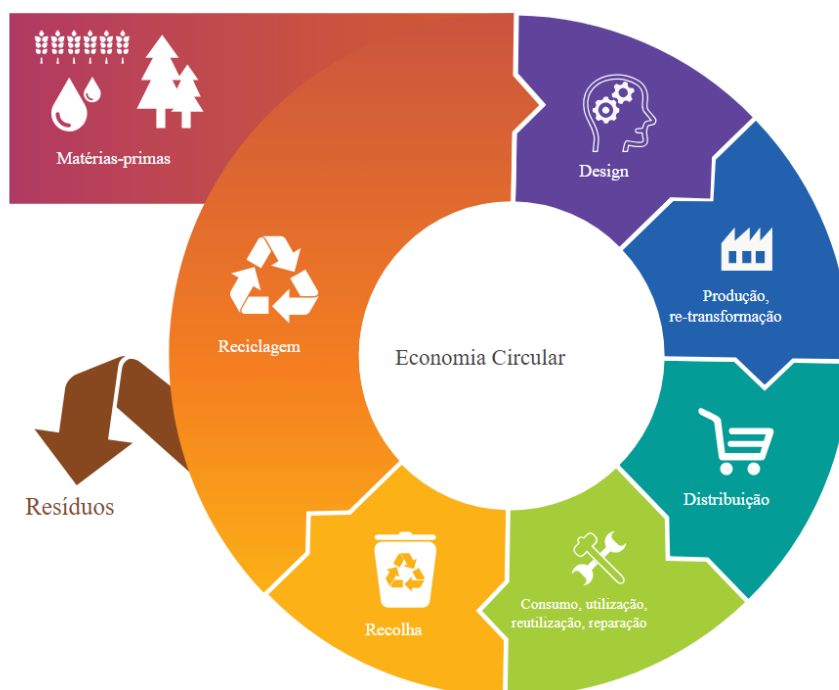 Matérias-primas
Design
Produção,
re-transformação
Reciclagem
Economia Circular
Distribuição
Resíduos
Consumo, utilização,
reutilização, reparação
Recolha